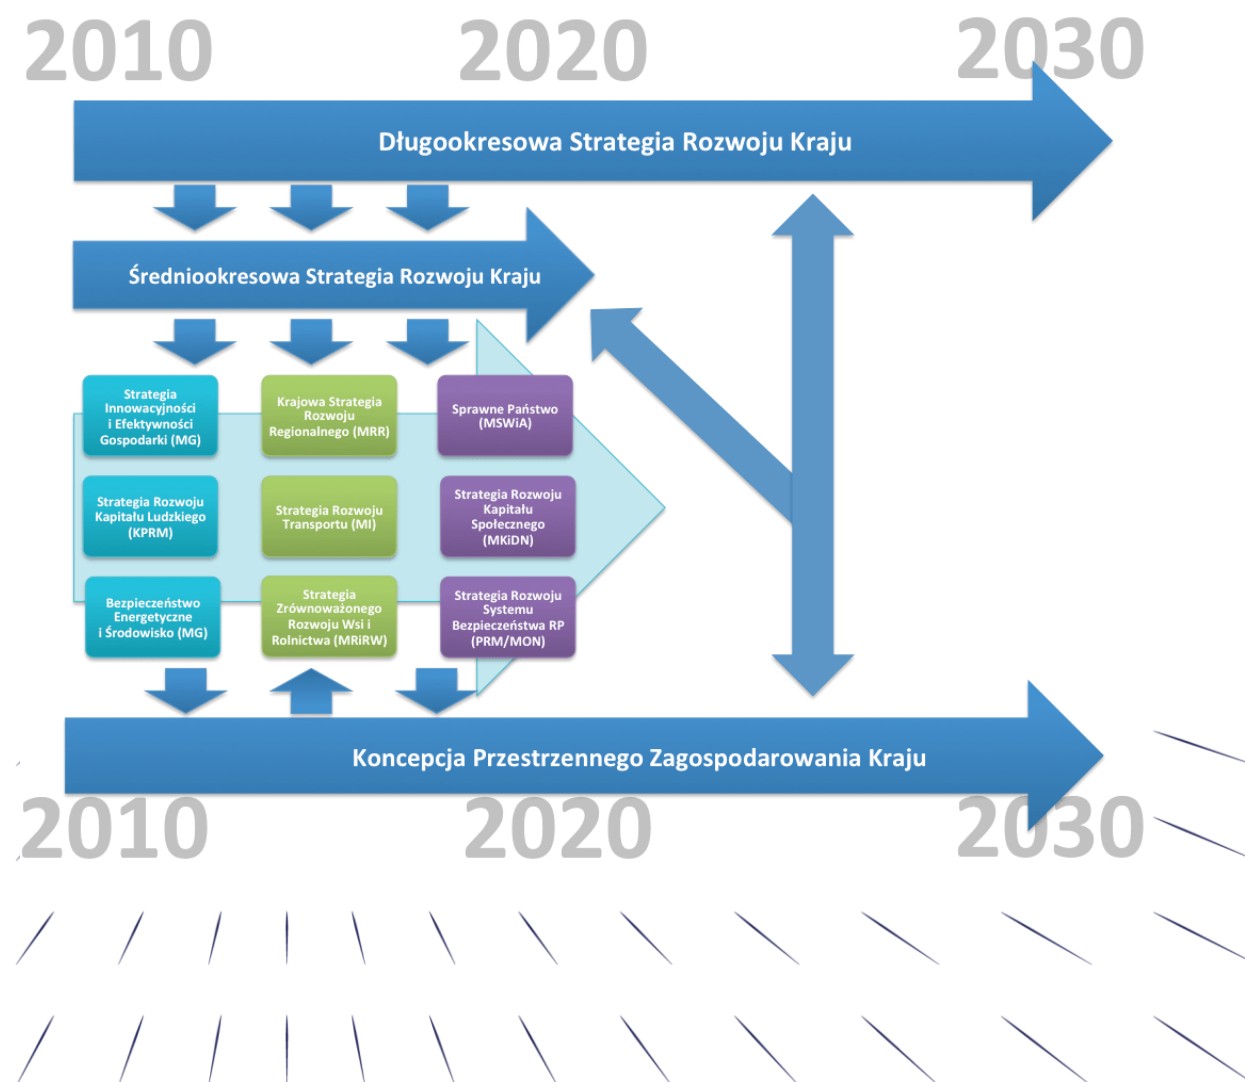 2010
2020
2030
Długookresowa Strategia Rozwoju Kraju
Średniookresowa Strategia Rozwoju Kraju
Strategia
Innowacyjności
i Efektywności
Gospodarki (MG)
Krajowa Strategia
Rozwoju
Regionalnego (MRR)
Sprawne Państwo
(MSWiA)
Strategia Rozwoju
Kapitału Ludzkiego
(KPRM)
Strategia Rozwoju
Transportu (MI)
Strategia Rozwoju
Kapitału
Społecznego
(MKiDN)
Bezpieczeństwo
Energetyczne
i Środowisko (MG)
Strategia
Zrównoważonego
Rozwoju Wsi i
Rolnictwa (MRiRW)
Strategia Rozwoju
Systemu
Bezpieczeństwa RP
(PRM/MON)
Koncepcja Przestrzennego Zagospodarowania Kraju
2010
2020
2030